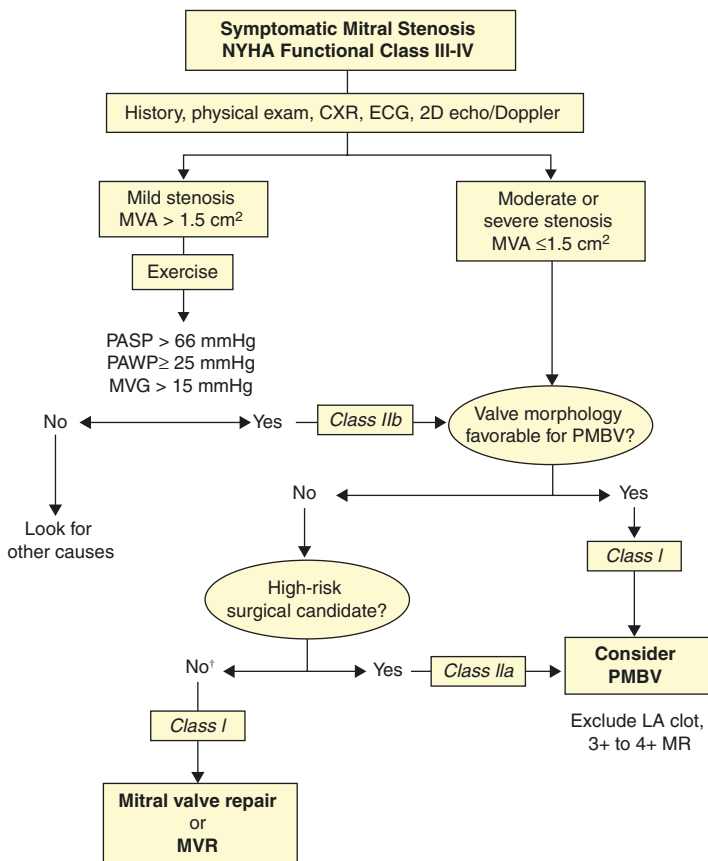 Symptomatic Mitral Stenosis
NYHA Functional Class III-IV
History, physical exam, CXR, ECG, 2D echo/Doppler
Mild stenosis
MVA > 1.5 cm²
Moderate or
severe stenosis
MVA ≤1.5 cm²
Exercise
PASP > 66 mmHg
PAWP≥ 25 mmHg
MVG > 15 mmHg
No
Yes
Class IIb
Valve morphology
favorable for PMBV?
Look for
other causes
No
Yes
Class I
High-risk
surgical candidate?
No†
Yes
Class IIa
Consider
PMBV
Exclude LA clot,
3+ to 4+ MR
Class I
Mitral valve repair
or
MVR